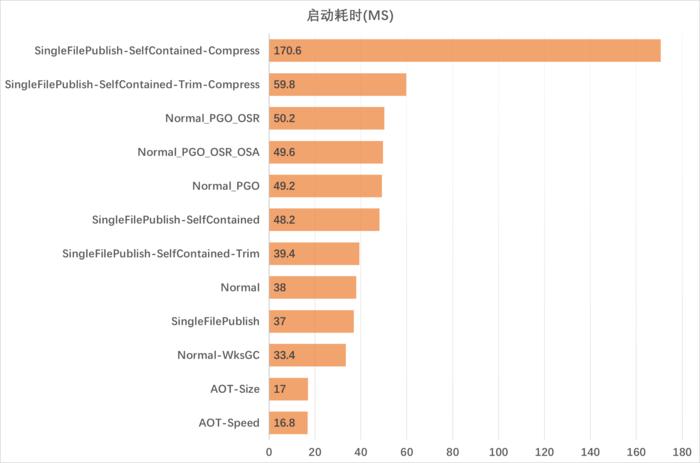 启动耗时(MS)
SingleFilePublish-SelfContained-Compress 170.6
SingleFilePublish-SelfContained-Trim-Compress 59.8
Normal_PGO_OSR 50.2
Normal_PGO_OSR_OSA 49.6
Normal_PGO 49.2
SingleFilePublish-SelfContained 48.2
SingleFilePublish-SelfContained-Trim 39.4
Normal 38
SingleFilePublish 37
Normal-WksGC 33.4
AOT-Size 17
AOT-Speed 16.8
0 20 40 60 80 100 120 140 160 180